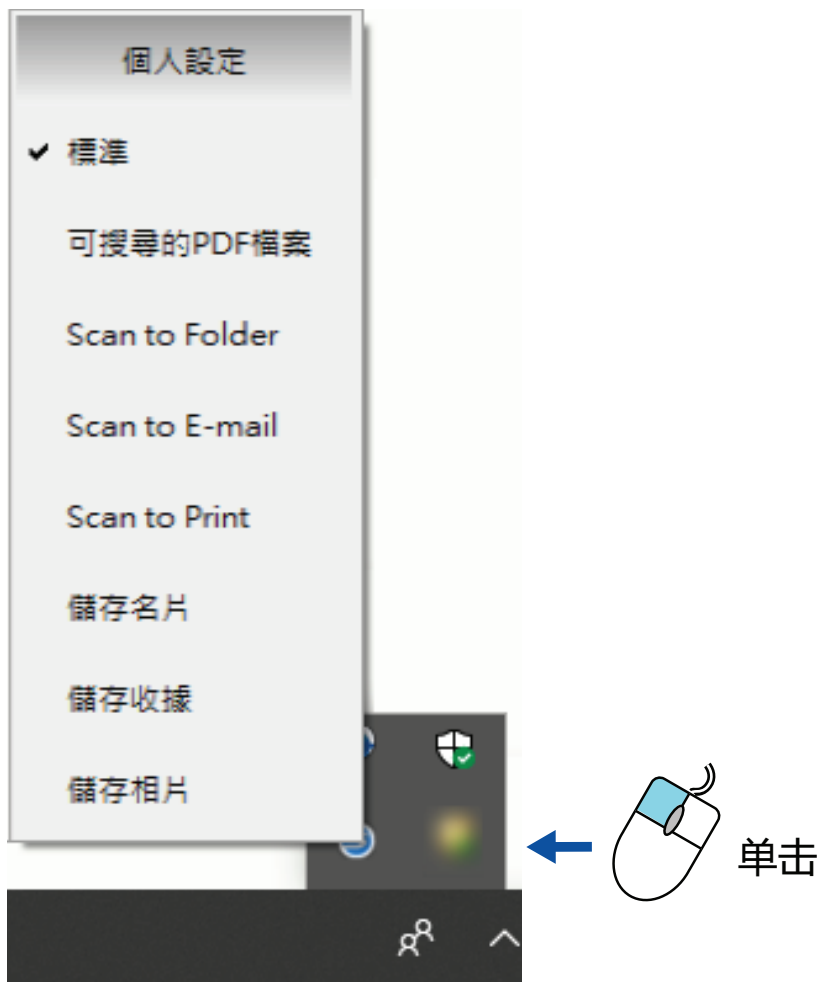 個人設定
標準
可搜尋的PDF檔案
Scan to Folder
Scan to E-mail
Scan to Print
儲存名片
儲存收據
儲存相片
单击